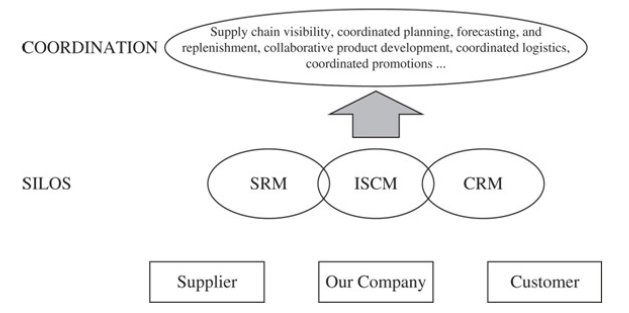 COORDINATION
Supply chain visibility, coordinated planning, forecasting, and
replenishment, collaborative product development, coordinated logistics,
coordinated promotions ...
SILOS
SRM
ISCM
CRM
Supplier
Our Company
Customer